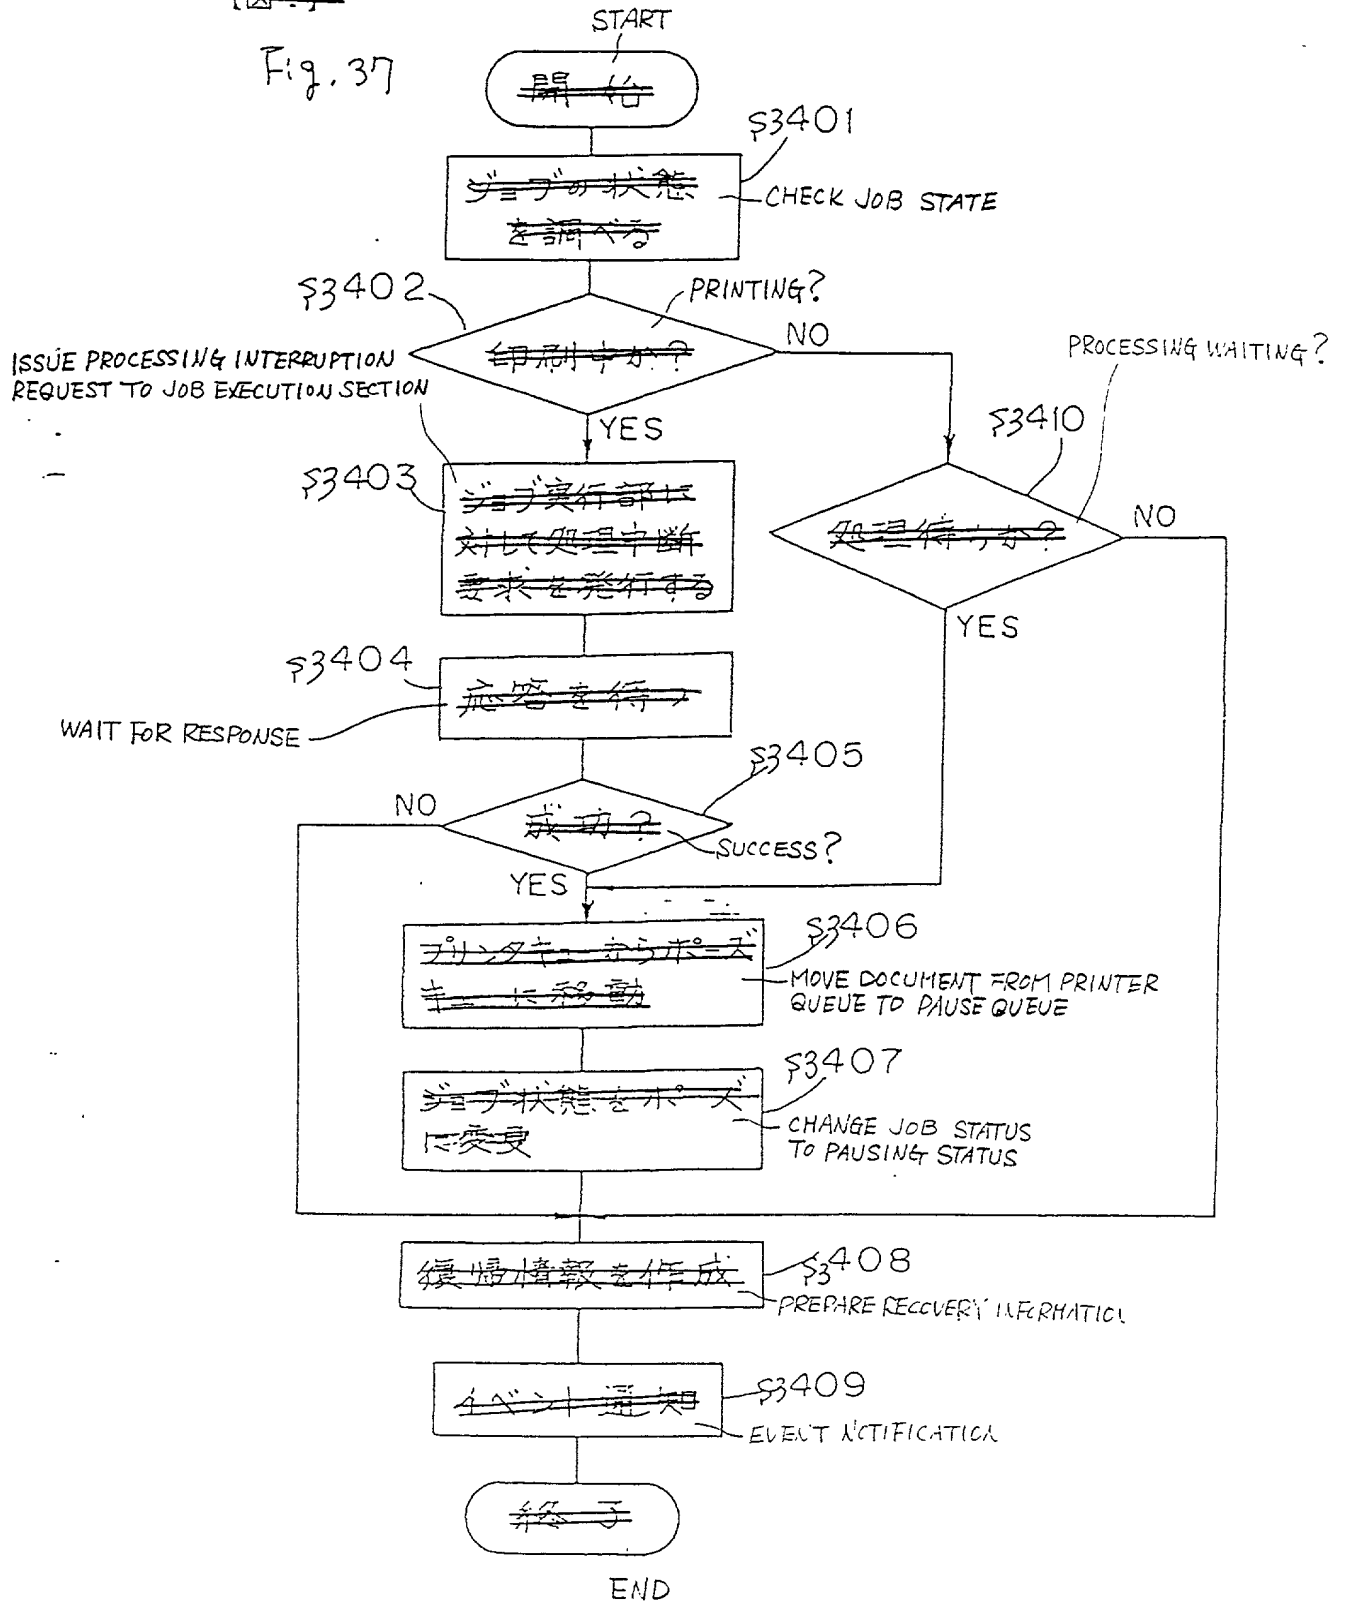 START
Fig. 37
開始
S3401
ジョブの状態
を調べる
CHECK JOB STATE
S3402
PRINTING?
印刷中か?
NO
ISSUE PROCESSING INTERRUPTION
REQUEST TO JOB EXECUTION SECTION
PROCESSING WAITING?
YES
S3410
S3403
ジョブ実行部に
対して処理中断
要求を発行する
処理待ちか?
NO
YES
S3404
応答を待つ
WAIT FOR RESPONSE
S3405
NO
成功?
SUCCESS?
YES
S3406
プリンタキューからポーズ
キューに移動
MOVE DOCUMENT FROM PRINTER
QUEUE TO PAUSE QUEUE
S3407
ジョブ状態をポーズ
に変更
CHANGE JOB STATUS
TO PAUSING STATUS
S3408
復帰情報を作成
PREPARE RECOVERY INFORMATION
S3409
イベント通知
EVENT NOTIFICATION
終了
END